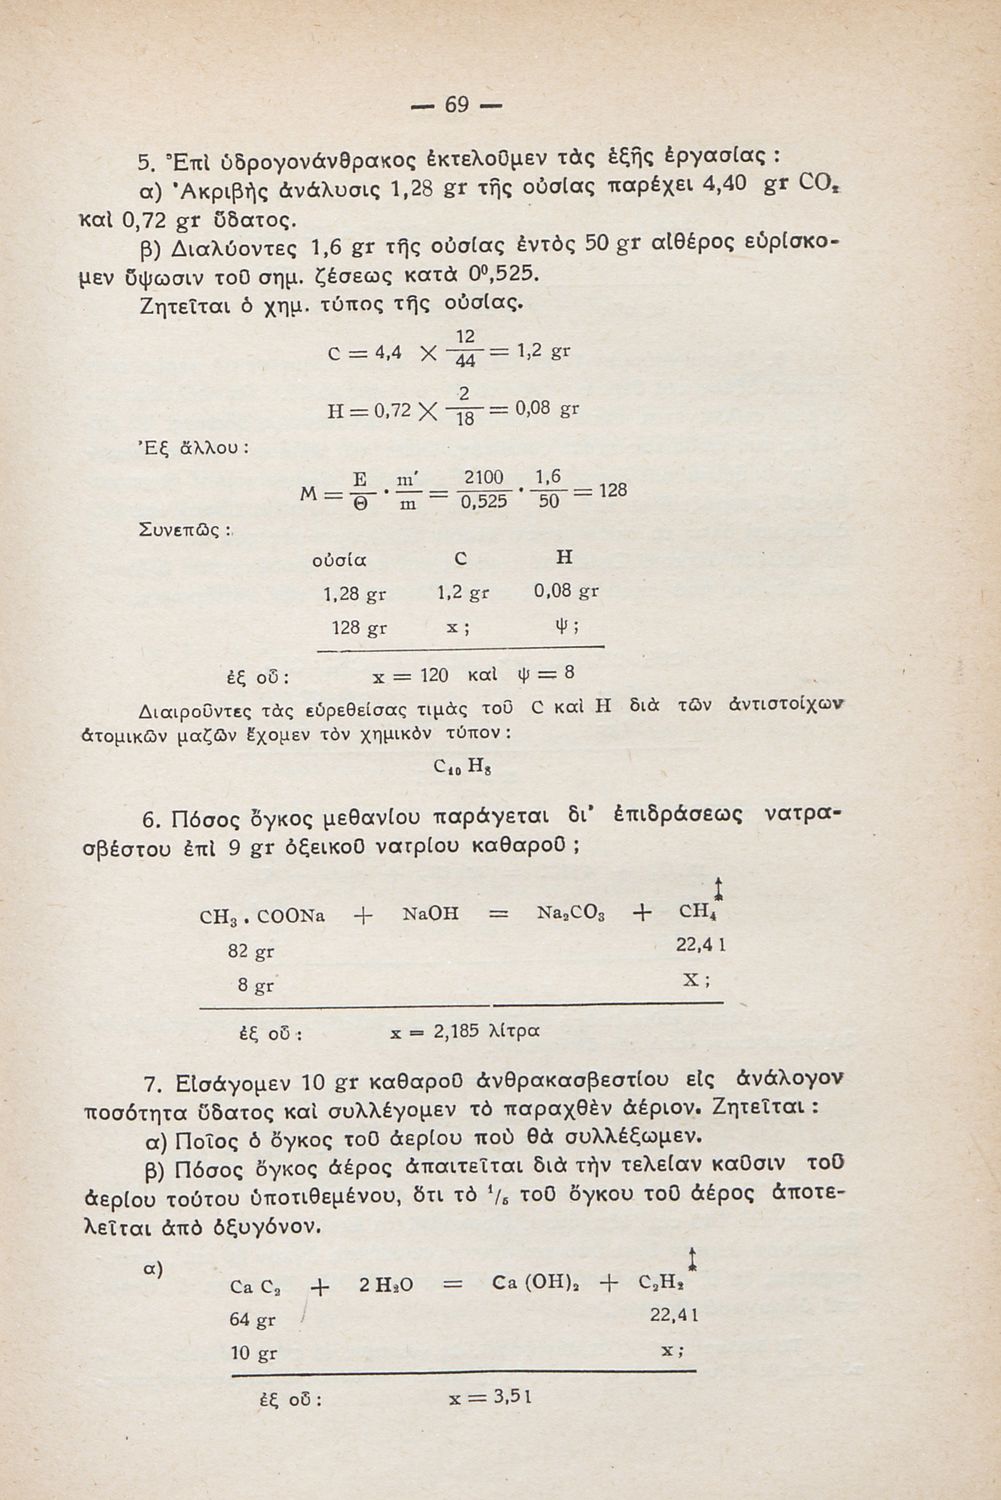 — 69 —
5. Ἐπὶ ὑδρογονάνθρακος ἐκτελοῦμεν τὰς ἑξῆς ἐργασίας :
α) Ἀκριβὴς ἀνάλυσις 1,28 gr τῆς οὐσίας παρέχει 4,40 gr CO₂
καὶ 0,72 gr ὕδατος.
β) Διαλύοντες 1,6 gr τῆς οὐσίας ἐντὸς 50 gr αἰθέρος εὑρίσκο-
μεν ὕψωσιν τοῦ σημ. ζέσεως κατὰ 0⁰,525.
Ζητεῖται ὁ χημ. τύπος τῆς οὐσίας.
C = 4,4 × 12/44 = 1,2 gr
H = 0,72 × 2/18 = 0,08 gr
Ἐξ ἄλλου :
M = E/Θ · m'/m = 2100/0,525 · 1,6/50 = 128
Συνεπῶς :
οὐσία C H
1,28 gr 1,2 gr 0,08 gr
128 gr x ; ψ ;
ἐξ οὗ : x = 120 καὶ ψ = 8
Διαιροῦντες τὰς εὑρεθείσας τιμὰς τοῦ C καὶ H διὰ τῶν ἀντιστοίχων
ἀτομικῶν μαζῶν ἔχομεν τὸν χημικὸν τύπον :
C₁₀ H₈
6. Πόσος ὄγκος μεθανίου παράγεται δι' ἐπιδράσεως νατρα-
σβέστου ἐπὶ 9 gr ὀξεικοῦ νατρίου καθαροῦ ;
CH₃ . COONa + NaOH = Na₂CO₃ + CH₄ ↑
82 gr 22,4 l
8 gr X ;
ἐξ οὗ : x = 2,185 λίτρα
7. Εἰσάγομεν 10 gr καθαροῦ ἀνθρακασβεστίου εἰς ἀνάλογον
ποσότητα ὕδατος καὶ συλλέγομεν τὸ παραχθὲν ἀέριον. Ζητεῖται :
α) Ποῖος ὁ ὄγκος τοῦ ἀερίου ποὺ θὰ συλλέξωμεν.
β) Πόσος ὄγκος ἀέρος ἀπαιτεῖται διὰ τὴν τελείαν καῦσιν τοῦ
ἀερίου τούτου ὑποτιθεμένου, ὅτι τὸ ¹/₅ τοῦ ὄγκου τοῦ ἀέρος ἀποτε-
λεῖται ἀπὸ ὀξυγόνον.
α)
Ca C₂ + 2 H₂O = Ca (OH)₂ + C₂H₂ ↑
64 gr 22,4 l
10 gr x ;
ἐξ οὗ : x = 3,5 l